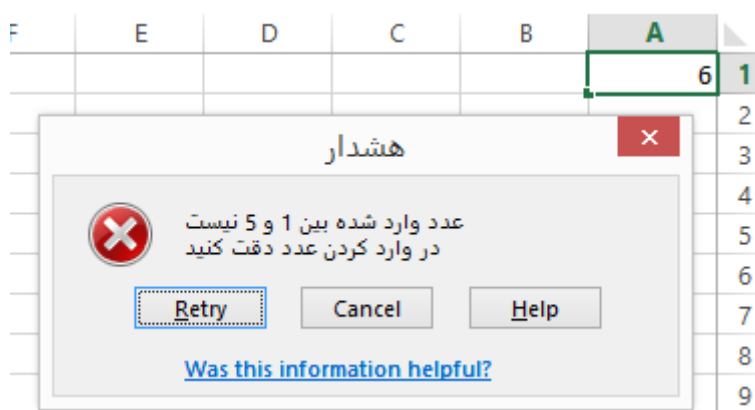 F E D C B A
6 1
2
هشدار
3
4
عدد وارد شده بین 1 و 5 نیست
5
در وارد کردن عدد دقت کنید
6
Retry Cancel Help
7
8
Was this information helpful?
9